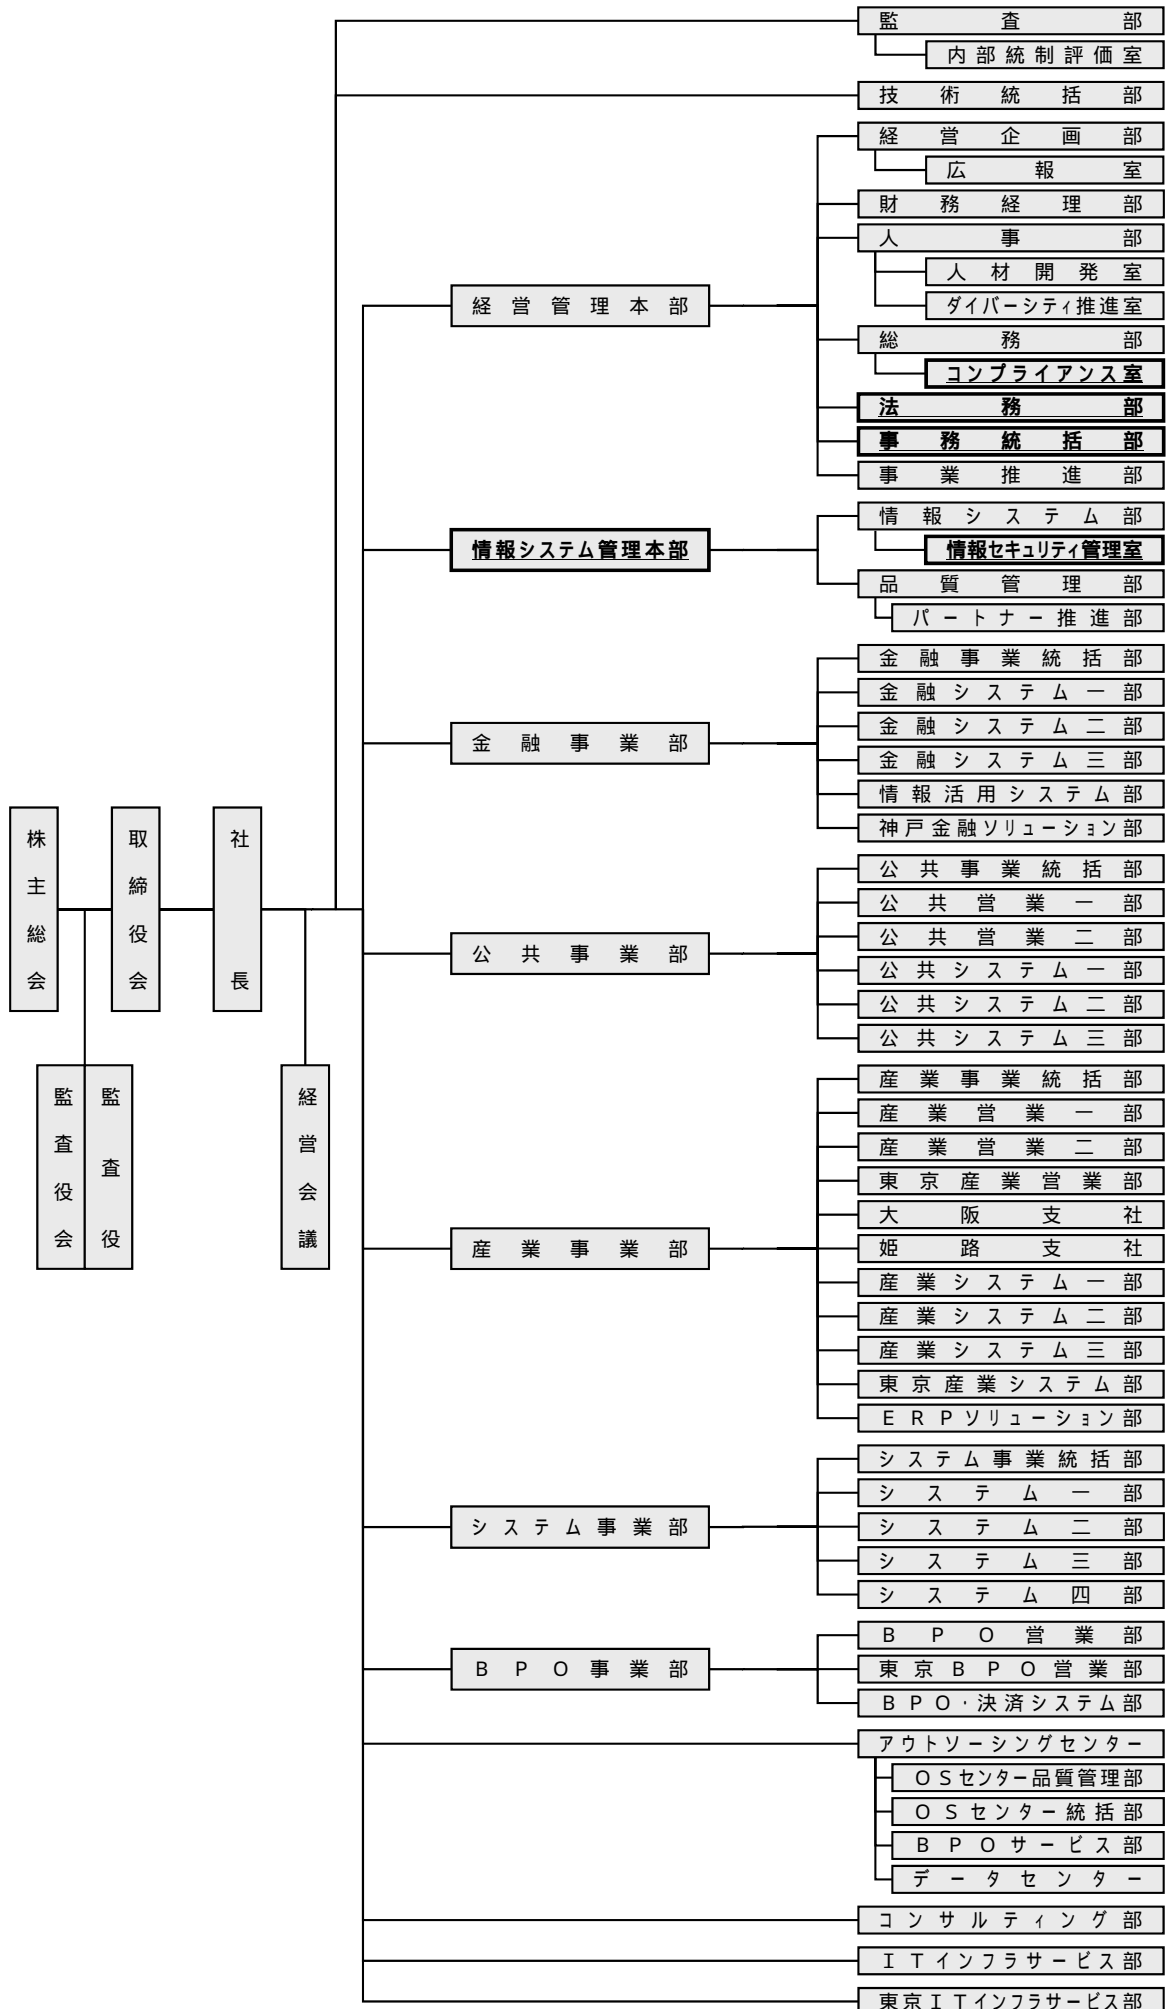 監査部
内部統制評価室
技術統括部
経営企画部
広報室
財務経理部
人事部
人材開発室
ダイバーシティ推進室
経営管理本部
総務部
コンプライアンス室
法務部
事務統括部
事業推進部
情報システム管理本部
情報システム部
情報セキュリティ管理室
品質管理部
パートナー推進部
金融事業部
金融事業統括部
金融システム一部
金融システム二部
金融システム三部
情報活用システム部
神戸金融ソリューション部
株主総会
取締役会
社長
監査役会
監査役
経営会議
公共事業部
公共事業統括部
公共営業一部
公共営業二部
公共システム一部
公共システム二部
公共システム三部
産業事業部
産業事業統括部
産業営業一部
産業営業二部
東京産業営業部
大阪支社
姫路支社
産業システム一部
産業システム二部
産業システム三部
東京産業システム部
ERPソリューション部
システム事業部
システム事業統括部
システム一部
システム二部
システム三部
システム四部
BPO事業部
BPO営業部
東京BPO営業部
BPO・決済システム部
アウトソーシングセンター
OSセンター品質管理部
OSセンター統括部
BPOサービス部
データセンター
コンサルティング部
ITインフラサービス部
東京ITインフラサービス部